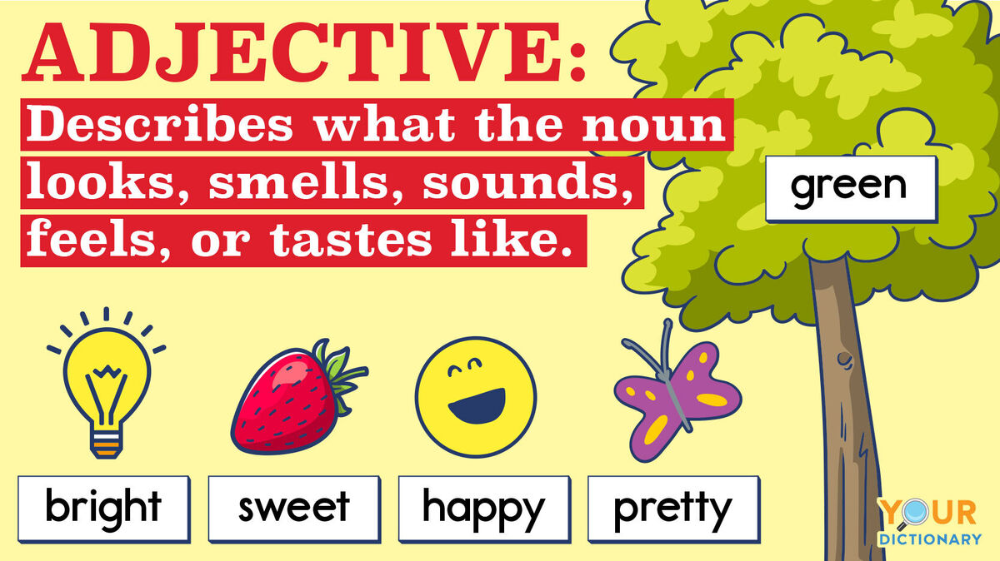 ADJECTIVE:
Describes what the noun
looks, smells, sounds,
feels, or tastes like.
green
bright
sweet
happy
pretty
YOUR
DICTIONARY